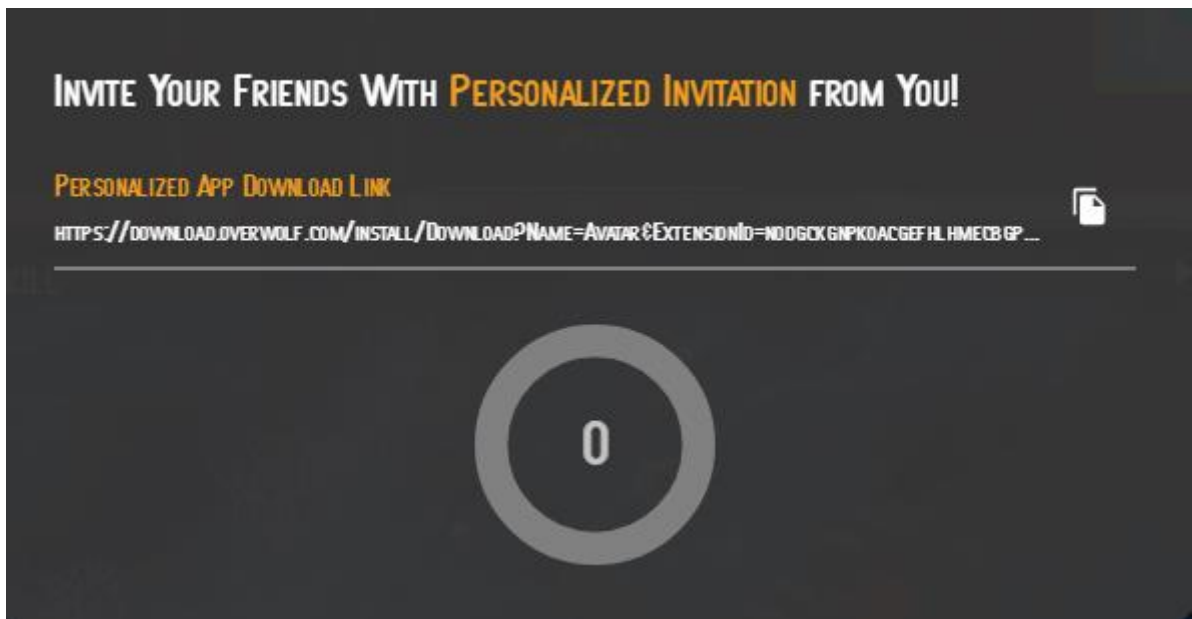 Invite Your Friends With Personalized Invitation from You!
Personalized App Download Link
https://download.overwolf.com/install/Download?Name=Avatar&ExtensionId=noogckgnpkoacgefhlhmecbgp...
0